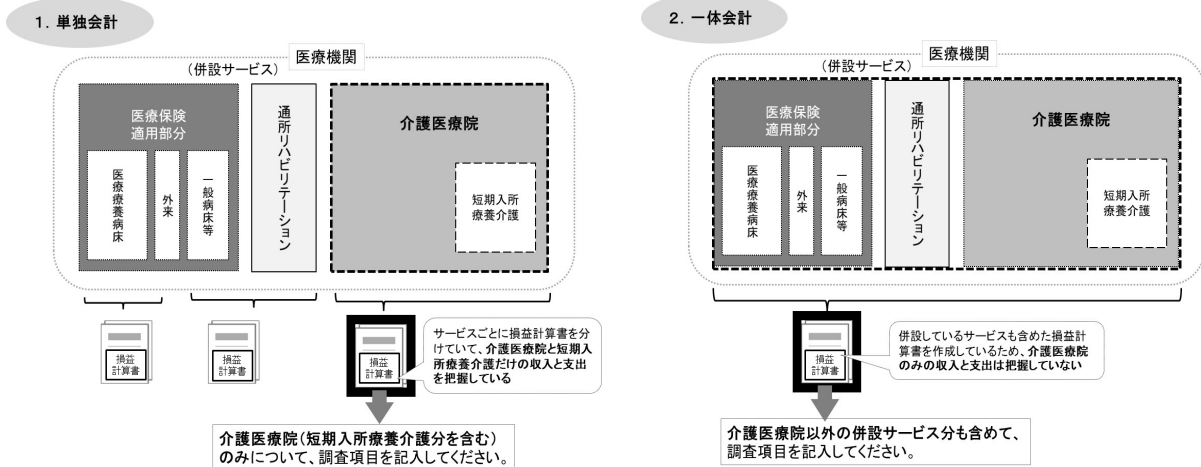 1．単独会計
医療機関
（併設サービス）
医療保険
適用部分
医療療養病床
外来
一般病床等
通所リハビリテーション
介護医療院
短期入所
療養介護
損益
計算書
損益
計算書
損益
計算書
サービスごとに損益計算書を分
けていて、介護医療院と短期入
所療養介護だけの収入と支出
を把握している
介護医療院（短期入所療養介護分を含む）
のみについて、調査項目を記入してください。
2．一体会計
医療機関
（併設サービス）
医療保険
適用部分
医療療養病床
外来
一般病床等
通所リハビリテーション
介護医療院
短期入所
療養介護
損益
計算書
併設しているサービスも含めた損益計
算書を作成しているため、介護医療院
のみの収入と支出は把握していない
介護医療院以外の併設サービス分も含めて、
調査項目を記入してください。